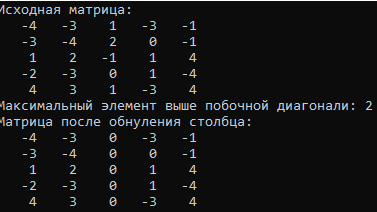 Исходная матрица:
-4 -3 1 -3 -1
-3 -4 2 0 -1
1 2 -1 1 4
-2 -3 0 1 -4
4 3 1 -3 4
Максимальный элемент выше побочной диагонали: 2
Матрица после обнуления столбца:
-4 -3 0 -3 -1
-3 -4 0 0 -1
1 2 0 1 4
-2 -3 0 1 -4
4 3 0 -3 4